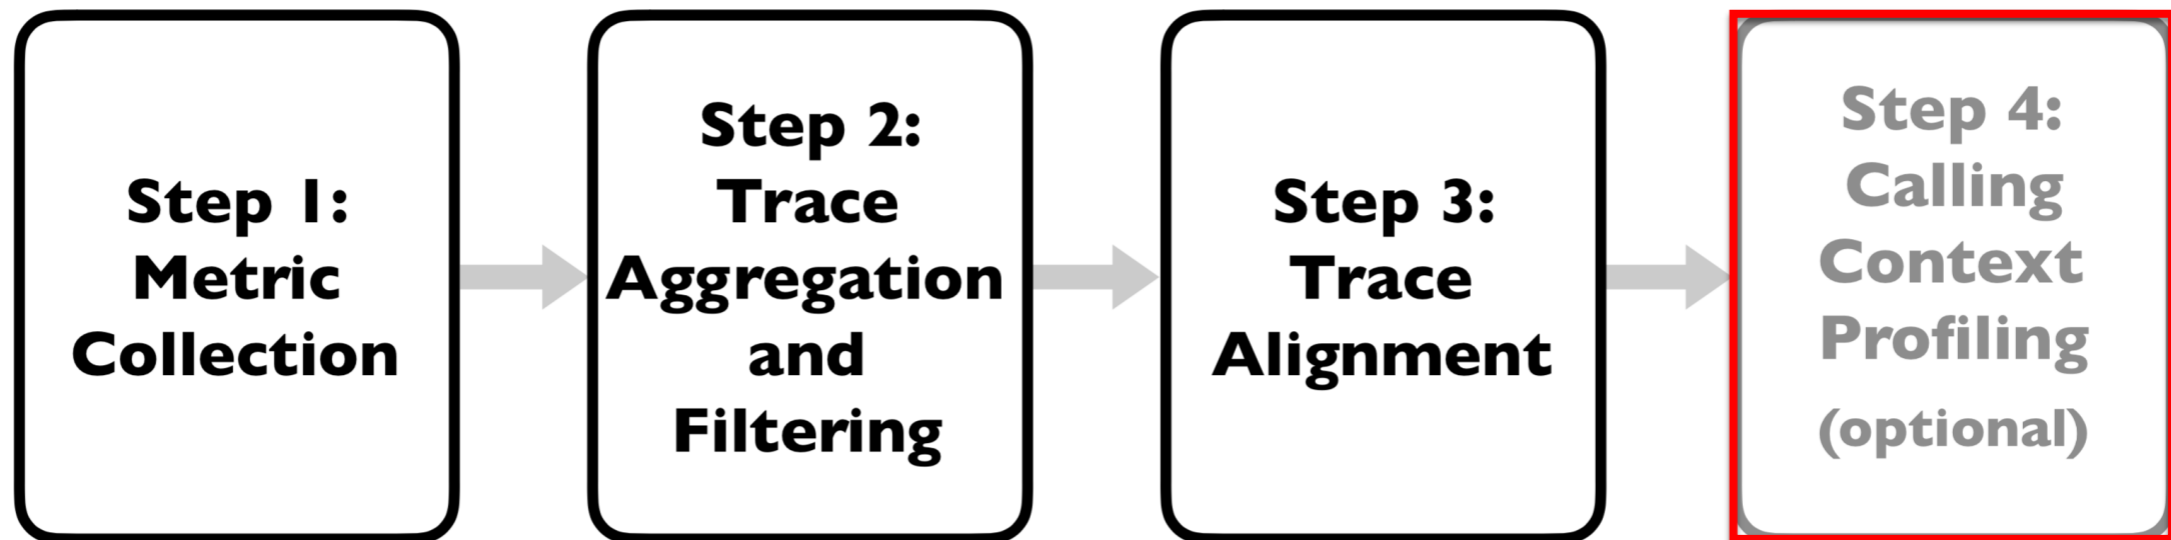 Step 1:
Metric
Collection
Step 2:
Trace
Aggregation
and
Filtering
Step 3:
Trace
Alignment
Step 4:
Calling
Context
Profiling
(optional)